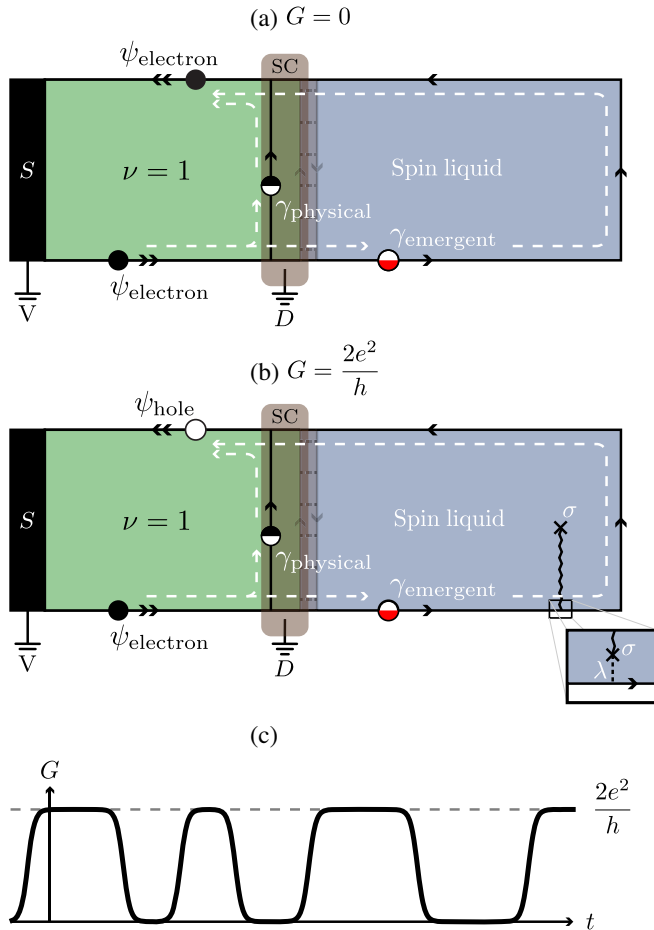 (a) G = 0
ψelectron
SC
S
ν = 1
Spin liquid
γphysical
γemergent
ψelectron
V
D
(b) G = 2e²/h
ψhole
SC
S
ν = 1
Spin liquid
σ
γphysical
γemergent
ψelectron
V
D
λ σ
(c)
G
2e²/h
t